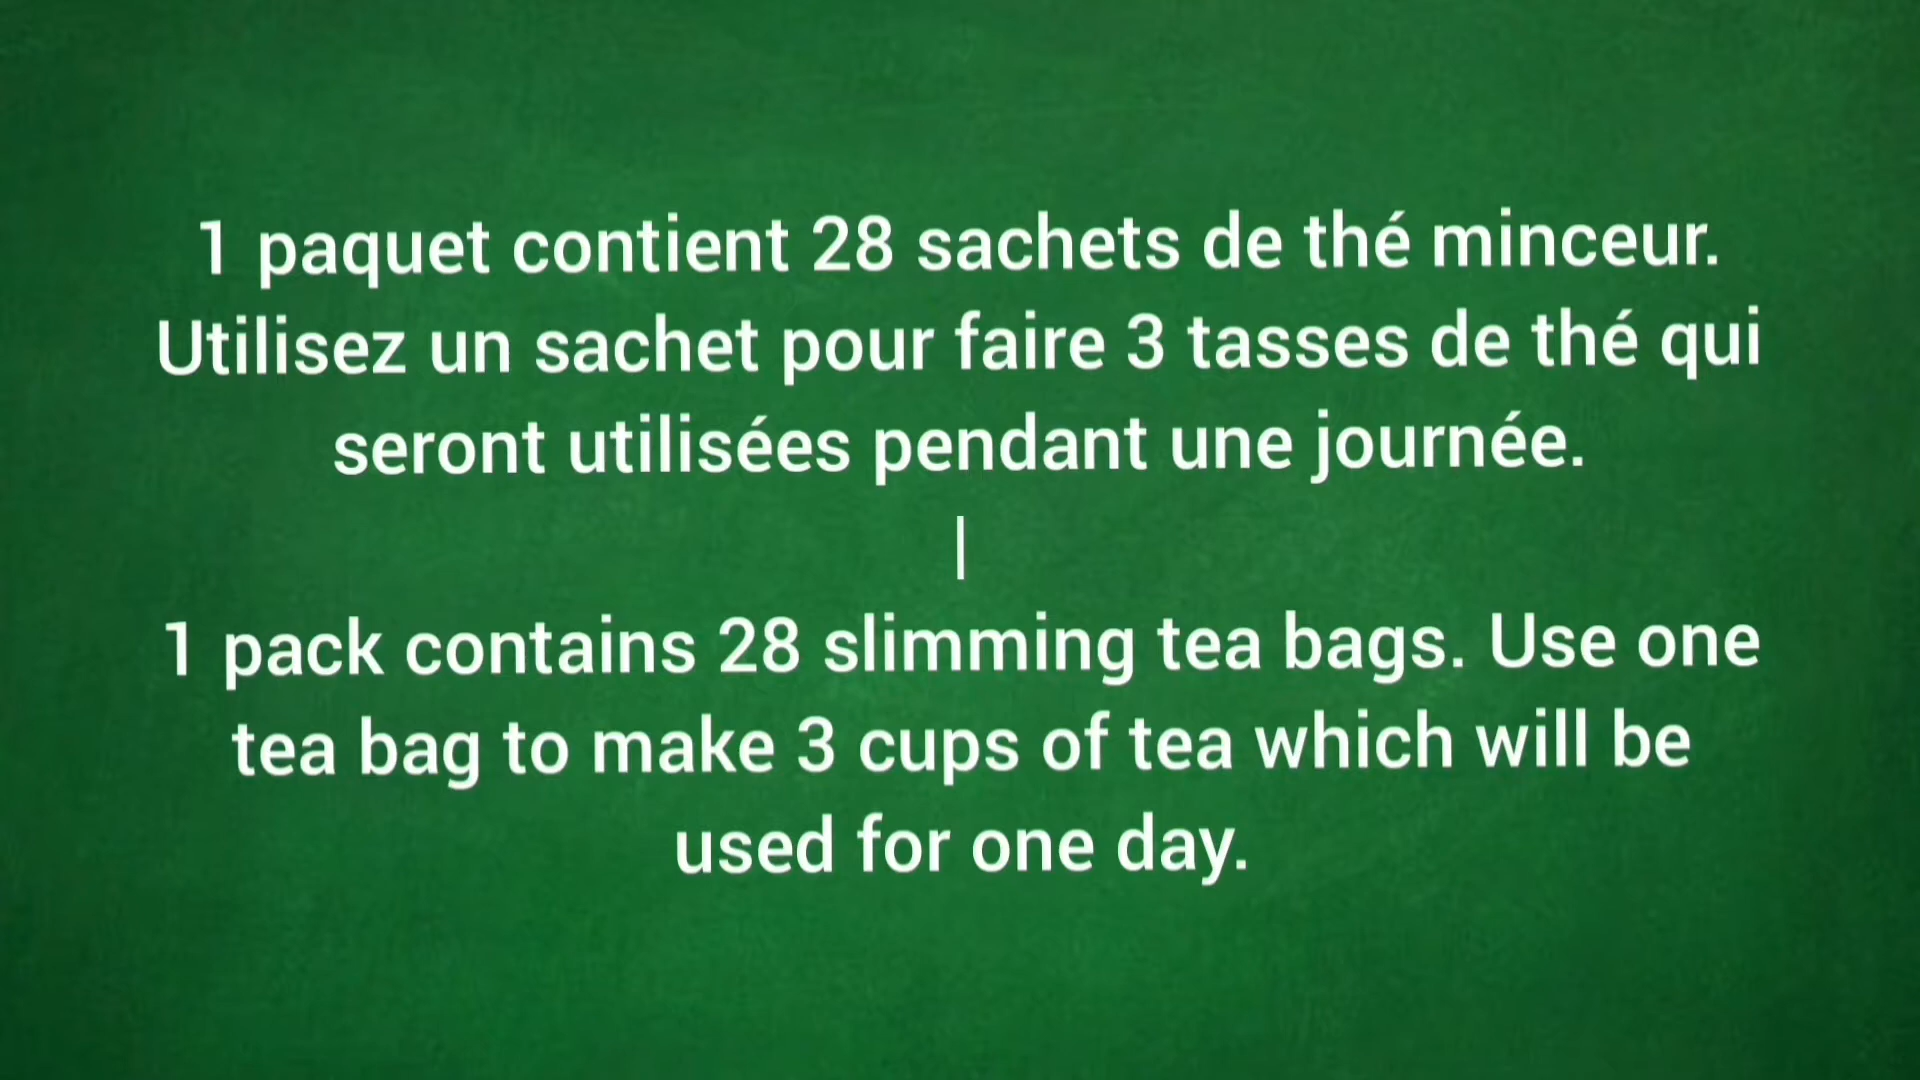 1 paquet contient 28 sachets de thé minceur.
Utilisez un sachet pour faire 3 tasses de thé qui
seront utilisées pendant une journée.
|
1 pack contains 28 slimming tea bags. Use one
tea bag to make 3 cups of tea which will be
used for one day.